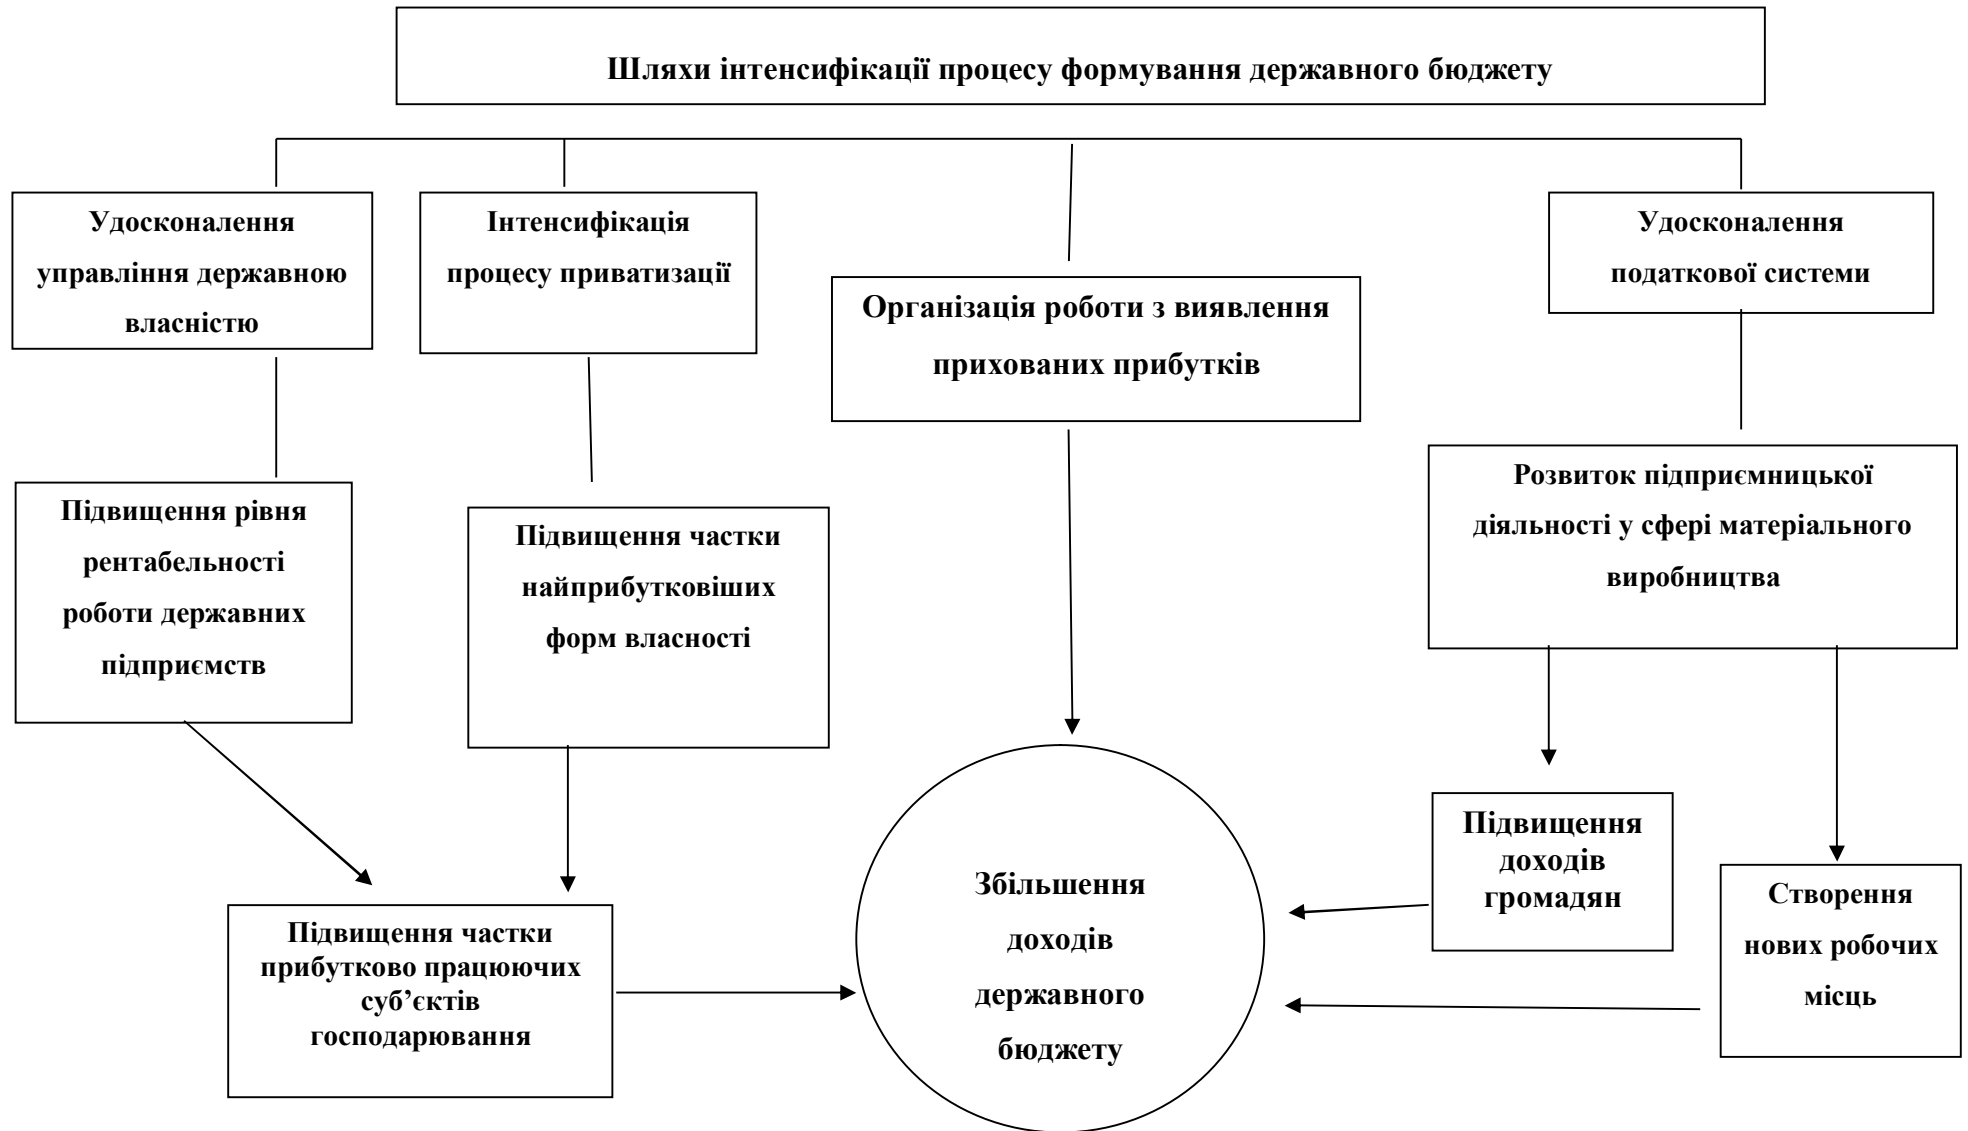 Шляхи інтенсифікації процесу формування державного бюджету
Удосконалення
управління державною
власністю
Інтенсифікація
процесу приватизації
Організація роботи з виявлення
прихованих прибутків
Удосконалення
податкової системи
Підвищення рівня
рентабельності
роботи державних
підприємств
Підвищення частки
найприбутковіших
форм власності
Розвиток підприємницької
діяльності у сфері матеріального
виробництва
Підвищення частки
прибутково працюючих
суб’єктів
господарювання
Збільшення
доходів
державного
бюджету
Підвищення
доходів
громадян
Створення
нових робочих
місць